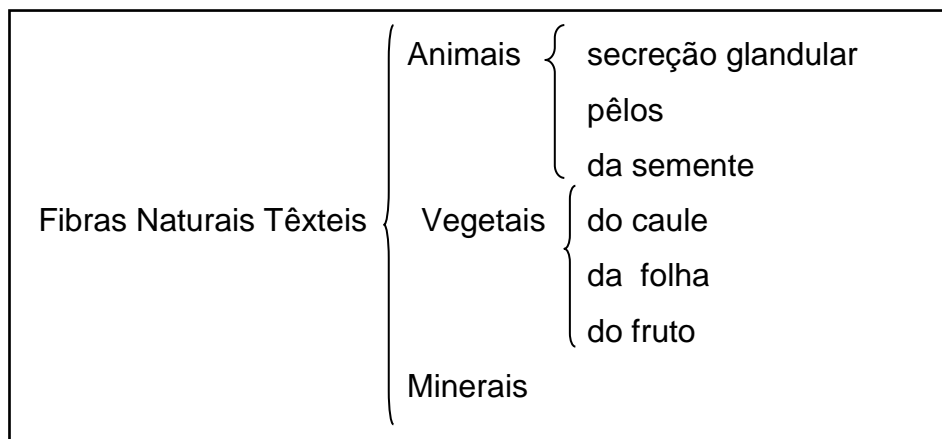 Animais secreção glandular
pêlos
da semente
Fibras Naturais Têxteis Vegetais do caule
da folha
do fruto
Minerais